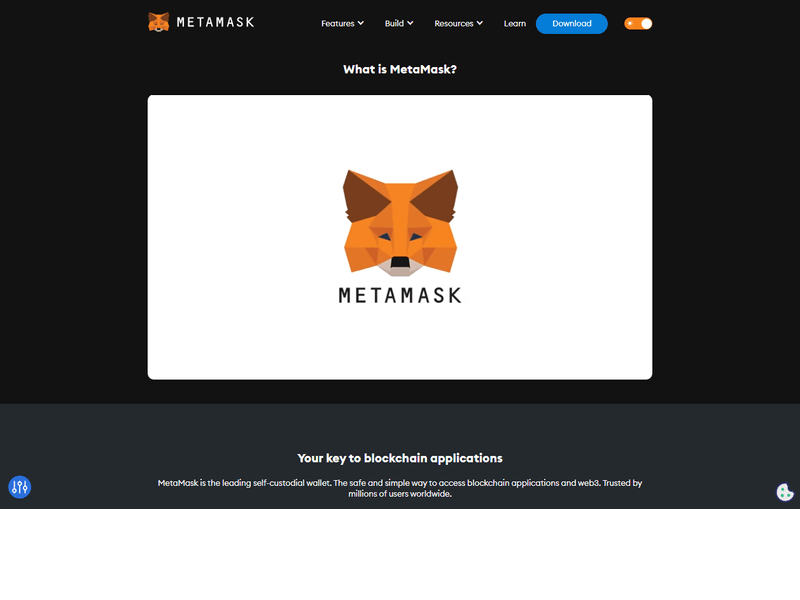 METAMASK
Features
Build
Resources
Learn
Download
What is MetaMask?
METAMASK
Your key to blockchain applications
MetaMask is the leading self-custodial wallet. The safe and simple way to access blockchain applications and web3. Trusted by
millions of users worldwide.